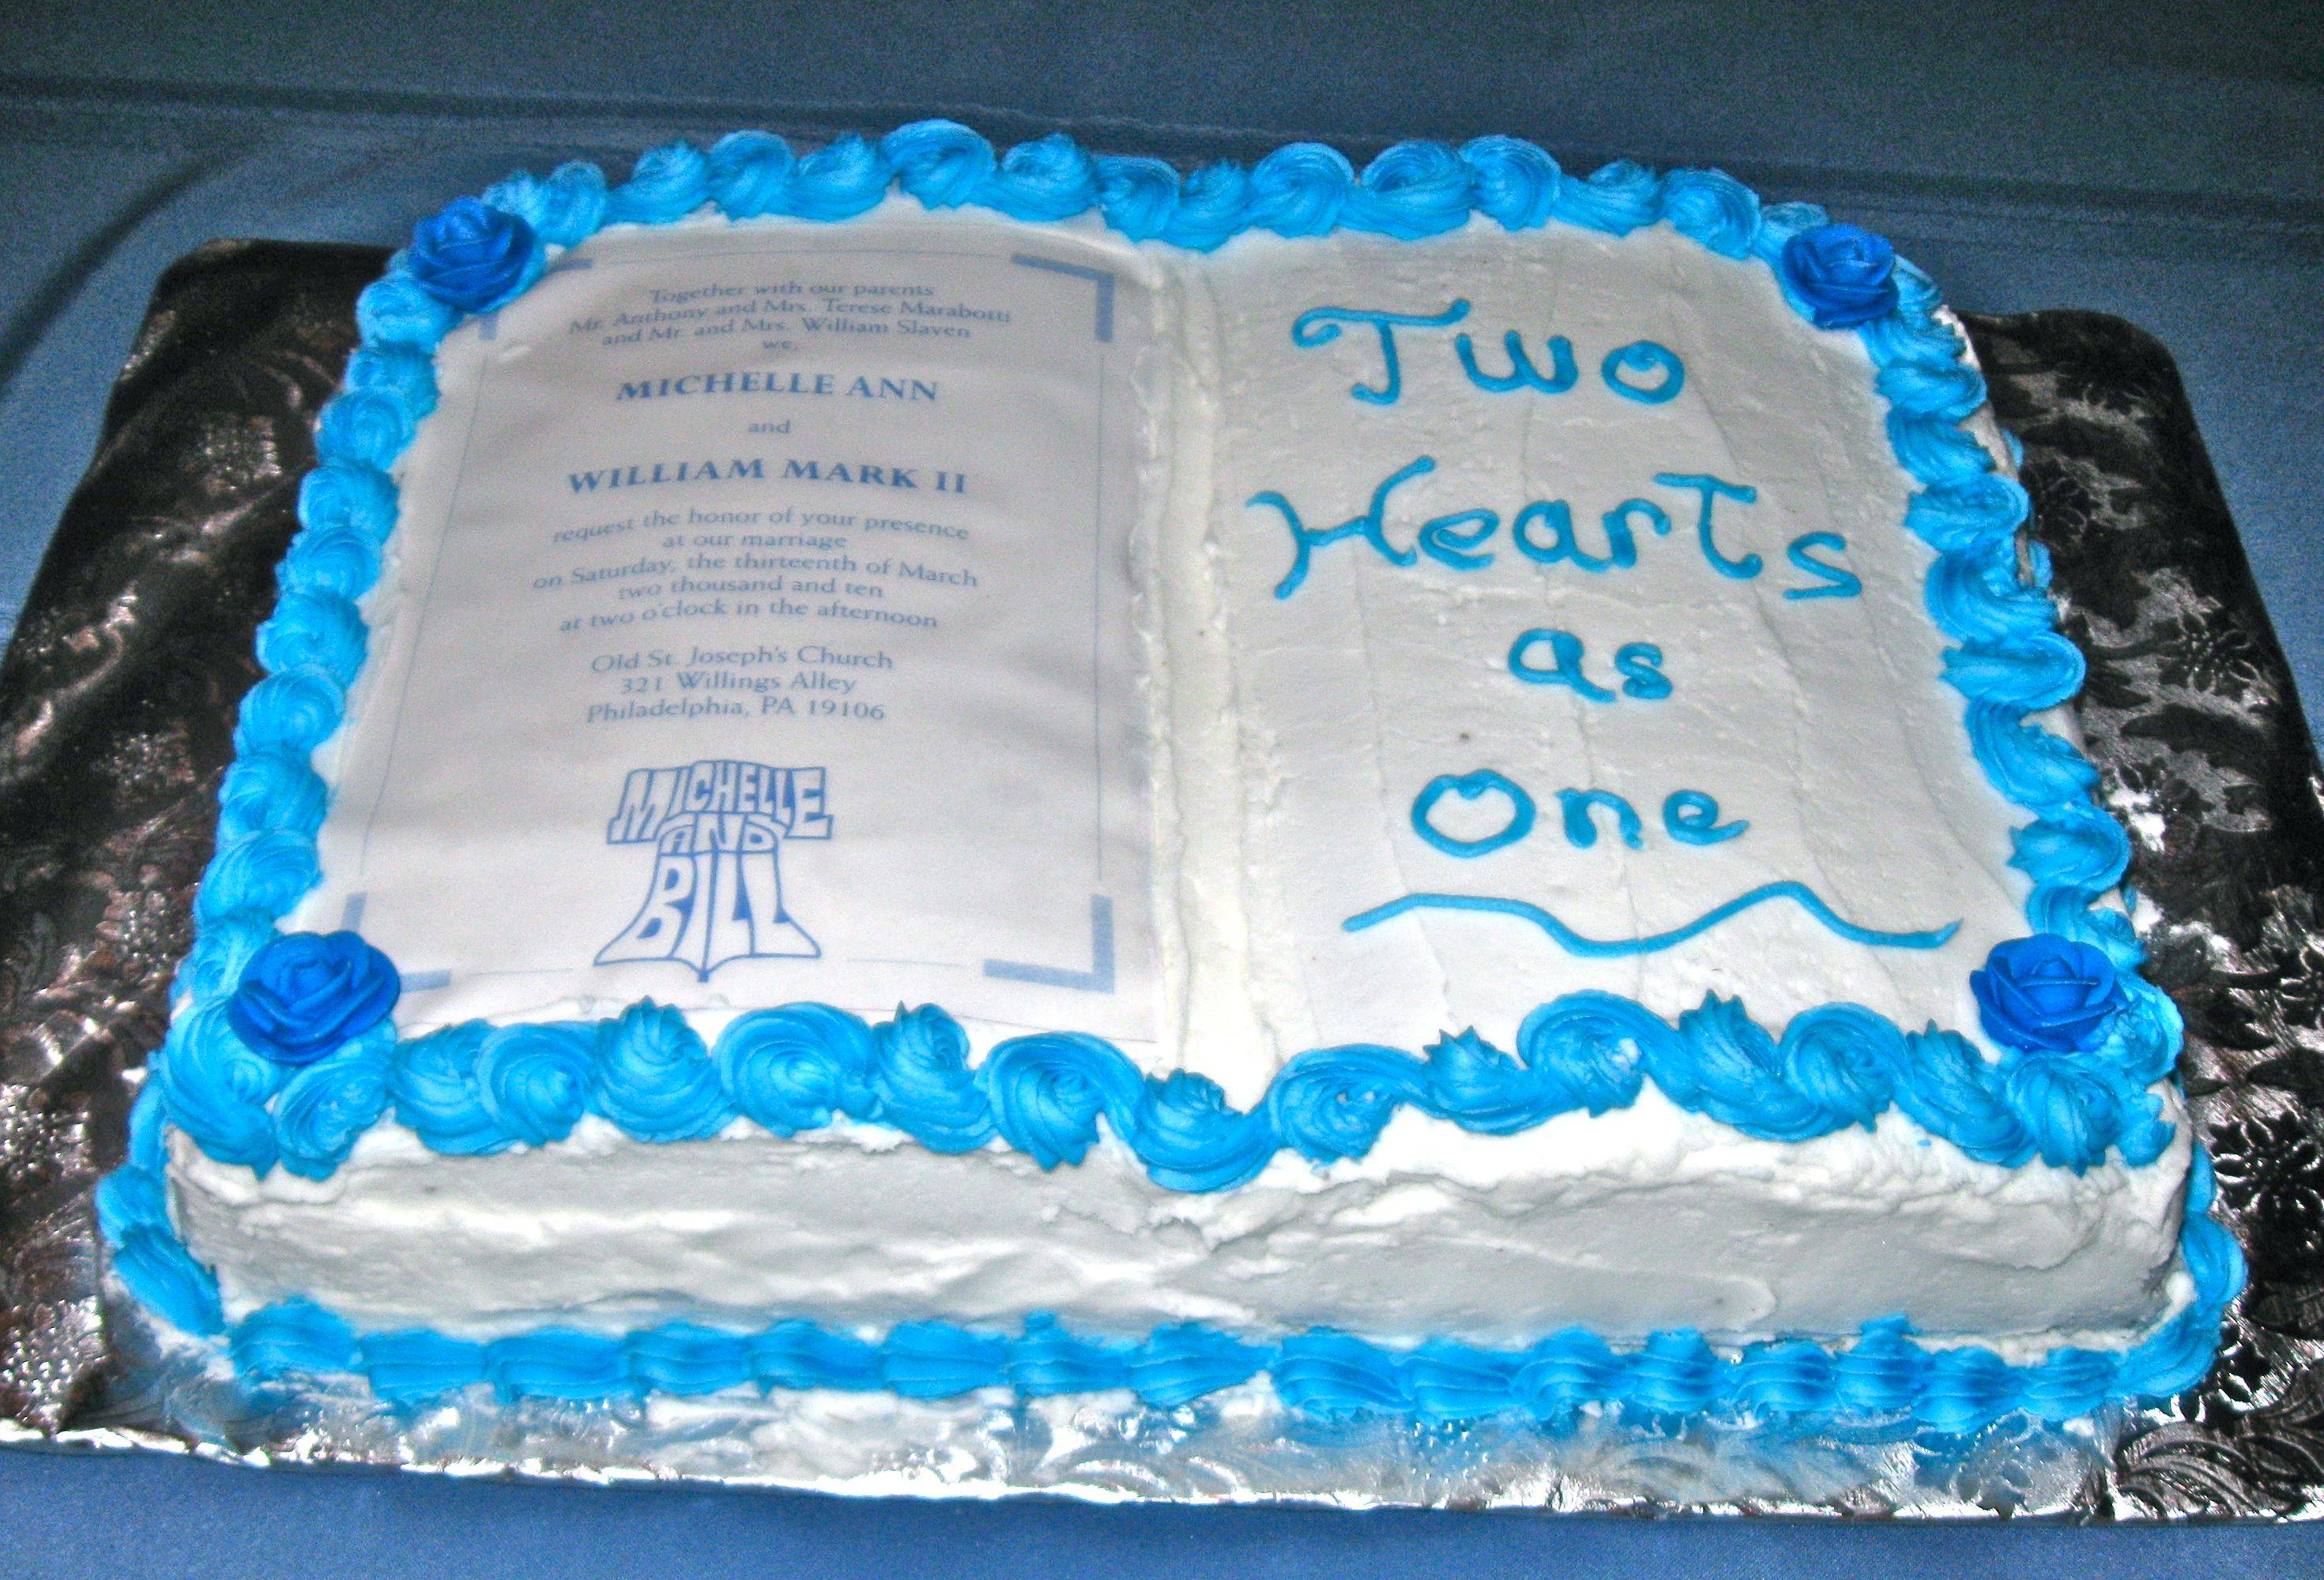 Together with our parents
Mr. Anthony and Mrs. Terese Marabotti
and Mr. and Mrs. William Slaven
we,
MICHELLE ANN
and
WILLIAM MARK II
request the honor of your presence
at our marriage
on Saturday, the thirteenth of March
two thousand and ten
at two o'clock in the afternoon
Old St. Joseph's Church
321 Willings Alley
Philadelphia, PA 19106
MICHELLE
AND
BILL
Two
Hearts
as
One